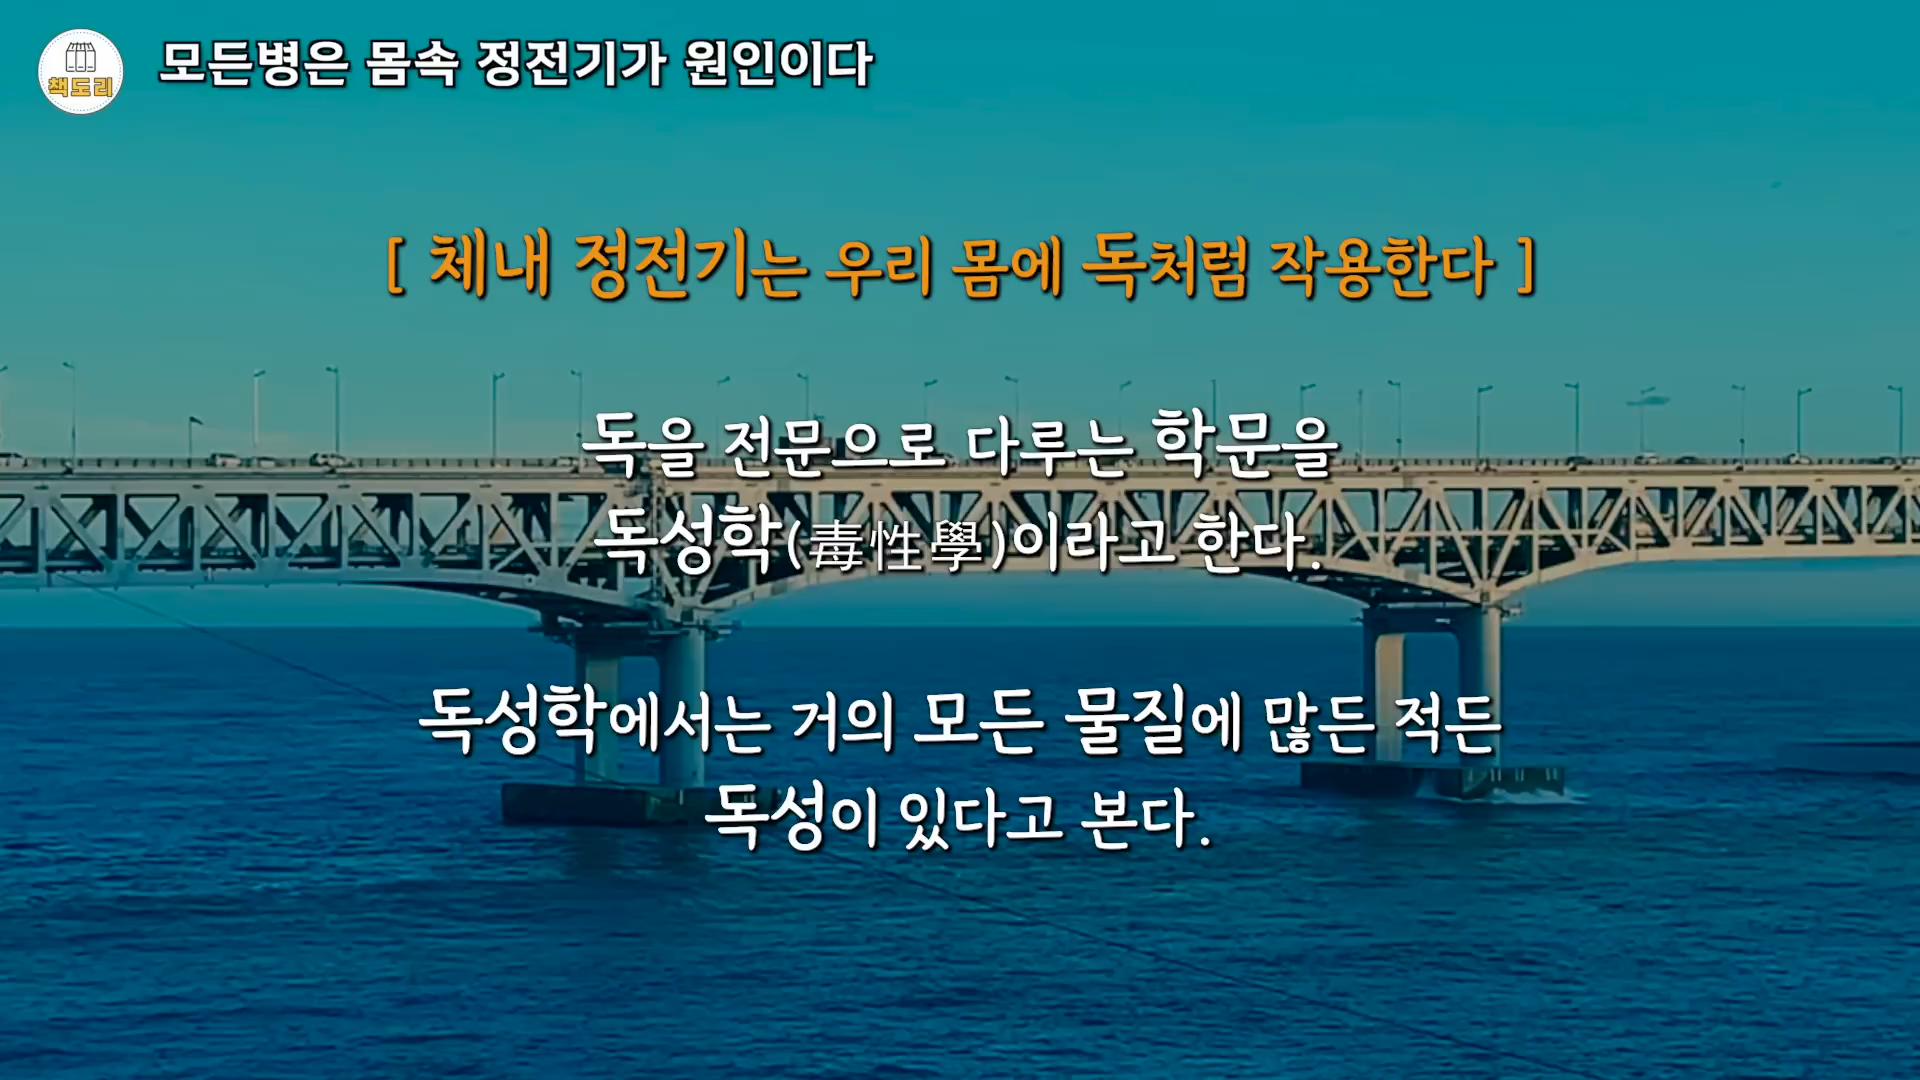 책도리
모든병은 몸속 정전기가 원인이다
[ 체내 정전기는 우리 몸에 독처럼 작용한다 ]
독을 전문으로 다루는 학문을
독성학(毒性學)이라고 한다.
독성학에서는 거의 모든 물질에 많든 적든
독성이 있다고 본다.